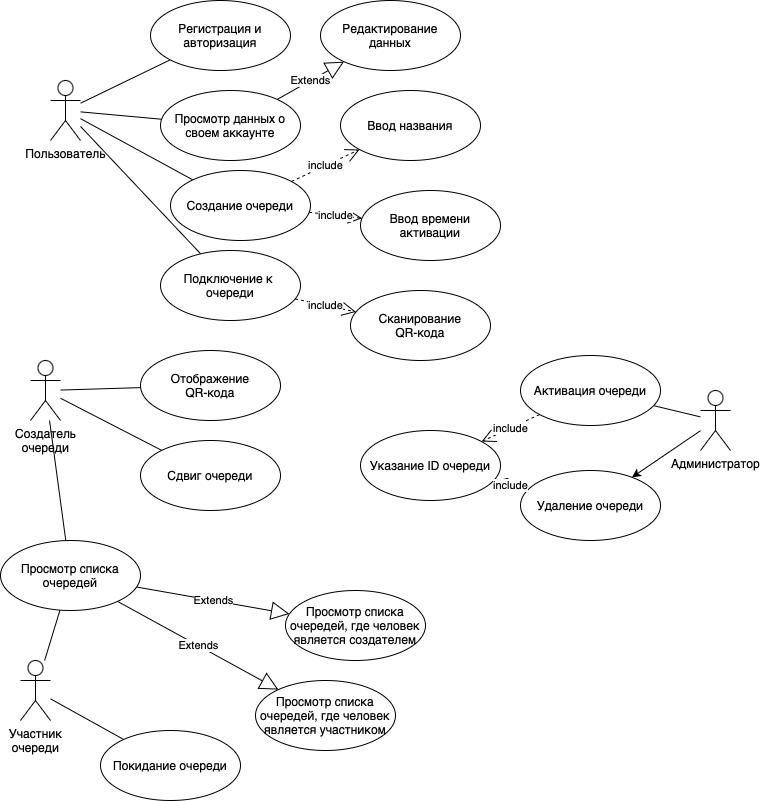 Регистрация и
авторизация
Редактирование
данных
Extends
Просмотр данных о
своем аккаунте
Пользователь
Ввод названия
include
Создание очереди
include
Ввод времени
активации
Подключение к
очереди
include
Сканирование
QR-кода
Отображение
QR-кода
Создатель
очереди
Сдвиг очереди
Активация очереди
include
Указание ID очереди
Администратор
include
Удаление очереди
Просмотр списка
очередей
Extends
Просмотр списка
очередей, где человек
является создателем
Extends
Просмотр списка
очередей, где человек
является участником
Участник
очереди
Покидание очереди